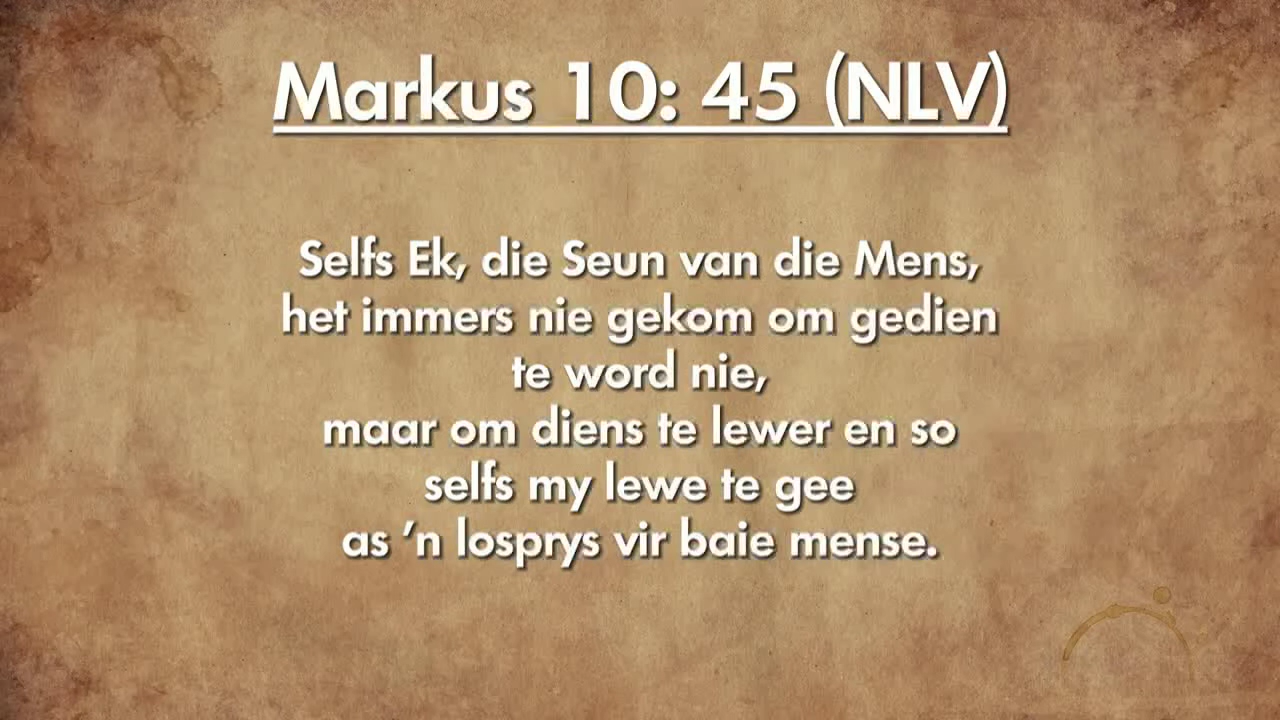 Markus 10: 45 (NLV)
Selfs Ek, die Seun van die Mens,
het immers nie gekom om gedien
te word nie,
maar om diens te lewer en so
selfs my lewe te gee
as ’n losprys vir baie mense.